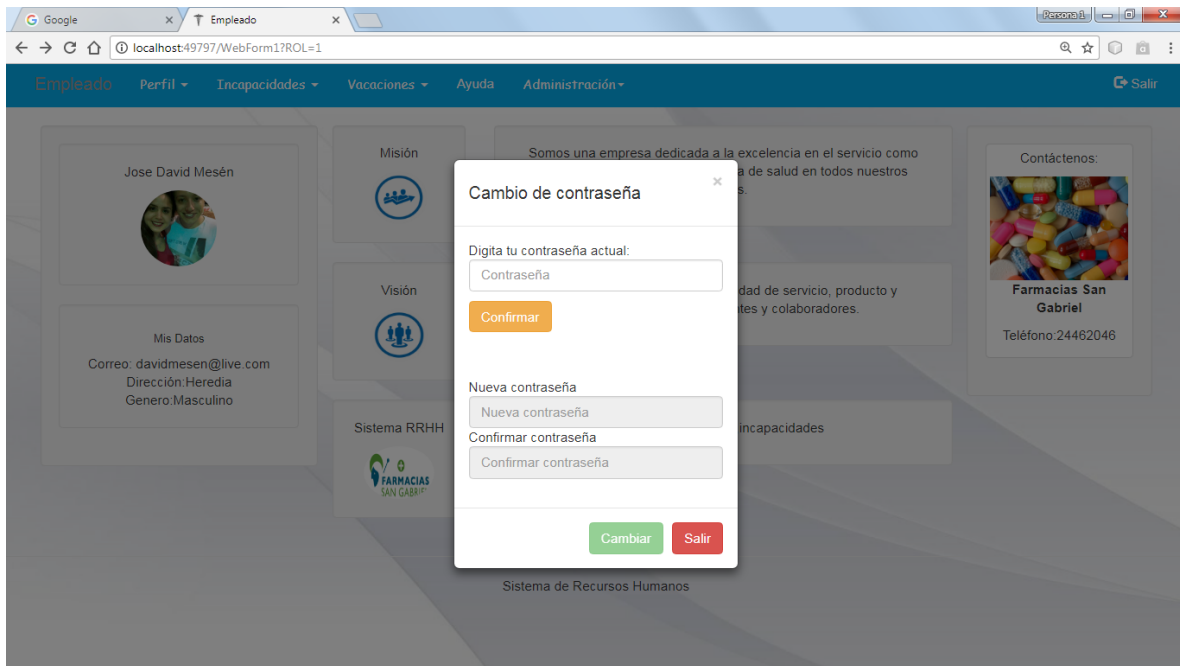 Google
Empleado
Persona 1
localhost:49797/WebForm1?ROL=1
Empleado
Perfil
Incapacidades
Vacaciones
Ayuda
Administración
Salir
Jose David Mesén
Mis Datos
Correo: davidmesen@live.com
Dirección:Heredia
Genero:Masculino
Misión
Visión
Sistema RRHH
FARMACIAS
SAN GABRIEL
Somos una empresa dedicada a la excelencia en el servicio como
a de salud en todos nuestros
s.
dad de servicio, producto y
tes y colaboradores.
incapacidades
Cambio de contraseña
×
Digita tu contraseña actual:
Contraseña
Confirmar
Nueva contraseña
Nueva contraseña
Confirmar contraseña
Confirmar contraseña
Cambiar
Salir
Contáctenos:
Farmacias San
Gabriel
Teléfono:24462046
Sistema de Recursos Humanos